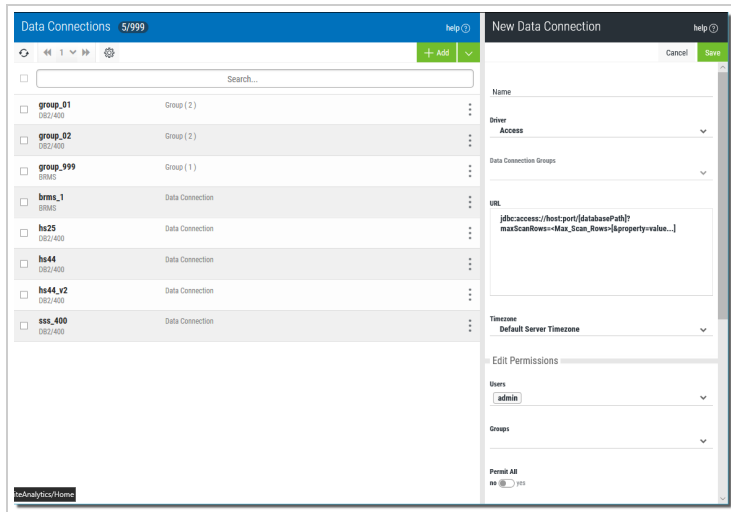 Data Connections 5/999 help ?
1
+ Add
Search...
group_01 Group ( 2 )
DB2/400
group_02 Group ( 2 )
DB2/400
group_999 Group ( 1 )
BRMS
brms_1 Data Connection
BRMS
hs25 Data Connection
DB2/400
hs44 Data Connection
DB2/400
hs44_v2 Data Connection
DB2/400
sss_400 Data Connection
DB2/400
iteAnalytics/Home
New Data Connection help ?
Cancel Save
Name
Driver
Access
Data Connection Groups
URL
jdbc:access://host:port/[databasePath]?
maxScanRows=<Max_Scan_Rows>[&property=value...]
Timezone
Default Server Timezone
Edit Permissions
Users
admin
Groups
Permit All
no yes